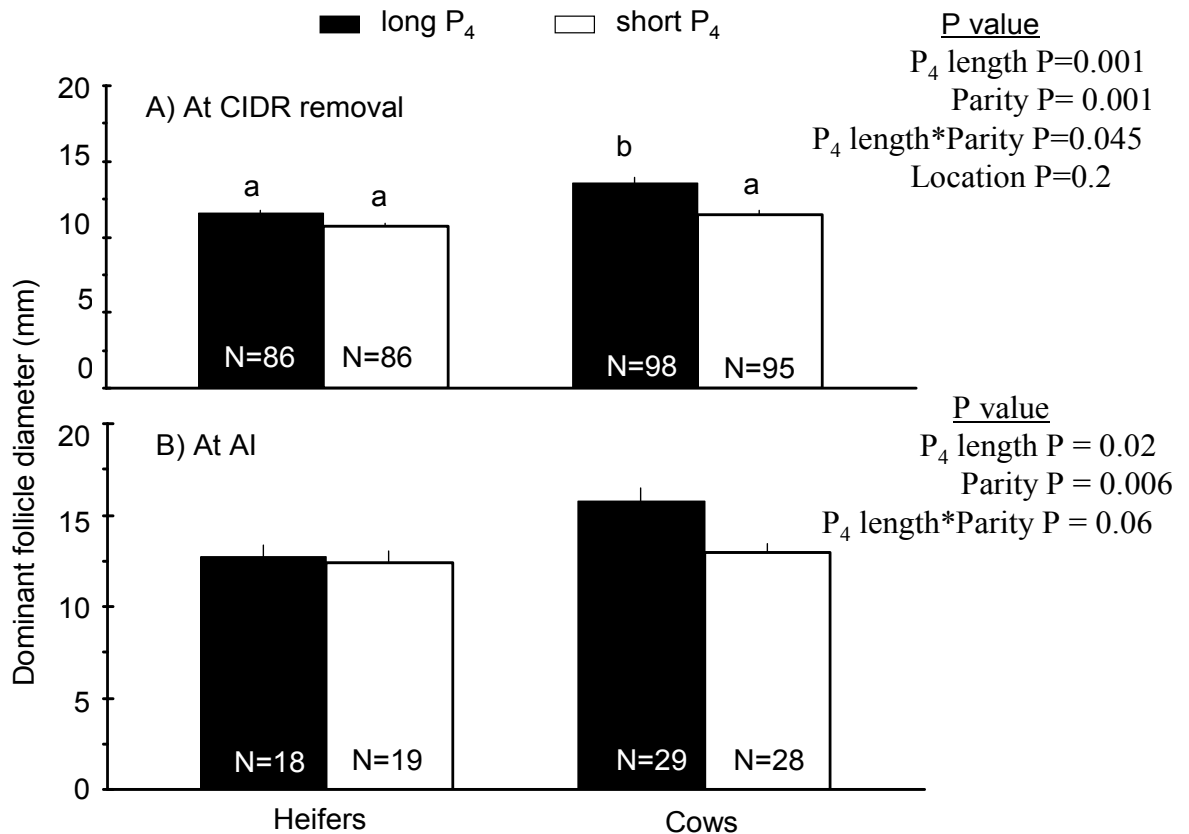 long P₄ short P₄
P value
P₄ length P=0.001
Parity P= 0.001
P₄ length*Parity P=0.045
Location P=0.2
Dominant follicle diameter (mm)
A) At CIDR removal
20
15
10
5
0
a
a
b
a
N=86
N=86
N=98
N=95
P value
P₄ length P = 0.02
Parity P = 0.006
P₄ length*Parity P = 0.06
B) At AI
20
15
10
5
0
N=18
N=19
N=29
N=28
Heifers
Cows